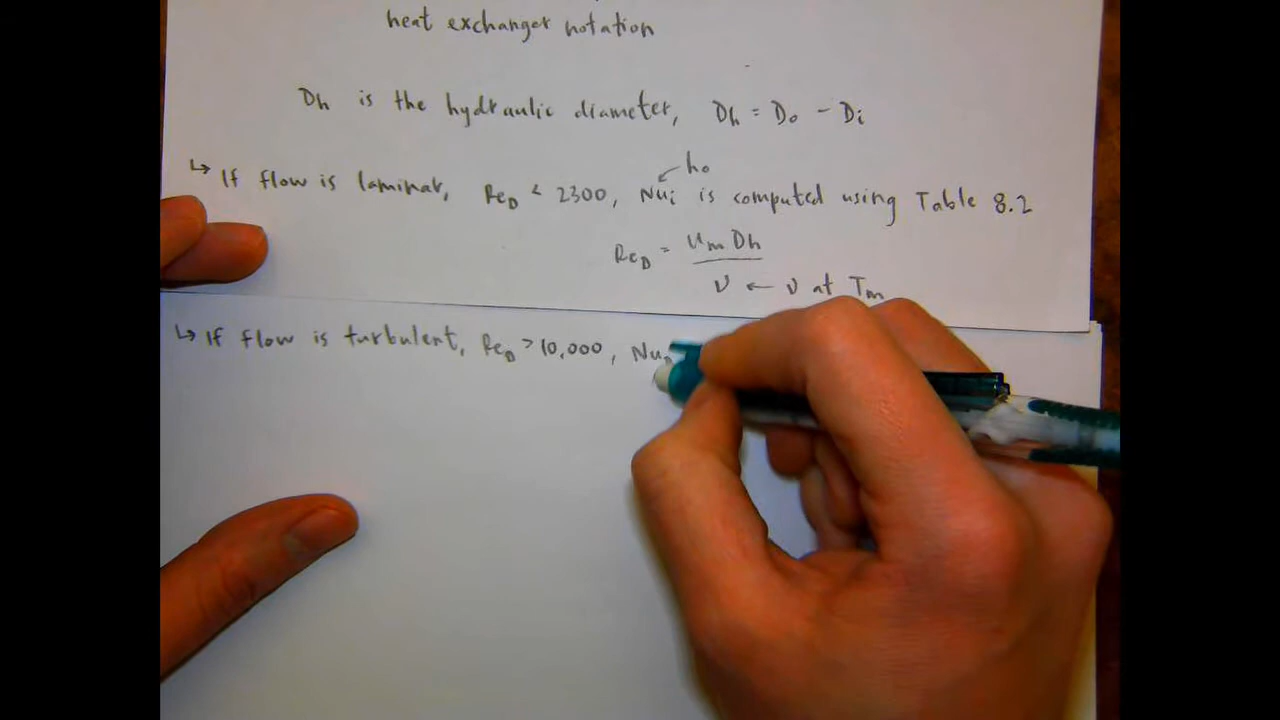 heat exchanger notation
Dh is the hydraulic diameter, Dh = Do - Di
ho
↳ If flow is laminar, ReD < 2300, Nui is computed using Table 8.2
ReD = um Dh
ν ← ν at Tm
↳ If flow is turbulent, ReD > 10,000, Nu